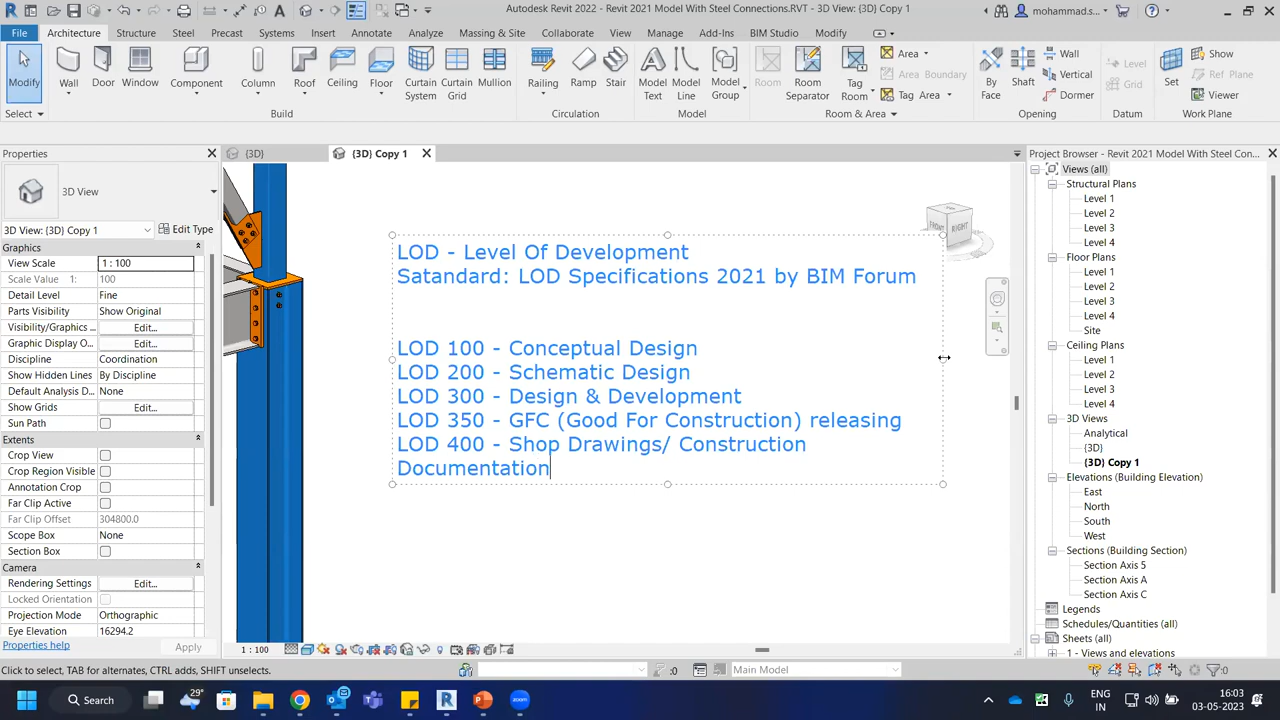 Autodesk Revit 2022 - Revit 2021 Model With Steel Connections.RVT - 3D View: {3D} Copy 1
mohammad.s...
File Architecture Structure Steel Precast Systems Insert Annotate Analyze Massing & Site Collaborate View Manage Add-Ins BIM Studio Modify
Modify Wall Door Window Component Column Roof Ceiling Floor Curtain System Curtain Grid Mullion Railing Ramp Stair Model Text Model Line Model Group Room Room Separator Tag Room
Area
Area Boundary
Tag Area
By Face Shaft Wall Vertical Dormer
Level
Grid
Set Show Ref Plane Viewer
Select Build Circulation Model Room & Area Opening Datum Work Plane
Properties
{3D} {3D} Copy 1
Project Browser - Revit 2021 Model With Steel Con...
3D View
3D View: {3D} Copy 1 Edit Type
Graphics
View Scale 1 : 100
Scale Value 1: 100
Detail Level Fine
Parts Visibility Show Original
Visibility/Graphics ... Edit...
Graphic Display O... Edit...
Discipline Coordination
Show Hidden Lines By Discipline
Default Analysis D... None
Show Grids Edit...
Sun Path
Extents
Crop View
Crop Region Visible
Annotation Crop
Far Clip Active
Far Clip Offset 304800.0
Scope Box None
Section Box
Camera
Rendering Settings Edit...
Locked Orientation
Projection Mode Orthographic
Eye Elevation 16294.2
Properties help Apply
LOD - Level Of Development
Satandard: LOD Specifications 2021 by BIM Forum
LOD 100 - Conceptual Design
LOD 200 - Schematic Design
LOD 300 - Design & Development
LOD 350 - GFC (Good For Construction) releasing
LOD 400 - Shop Drawings/ Construction
Documentation
FRONT RIGHT
Views (all)
Structural Plans
Level 1
Level 2
Level 3
Level 4
Floor Plans
Level 1
Level 2
Level 3
Level 4
Site
Ceiling Plans
Level 1
Level 2
Level 3
Level 4
3D Views
Analytical
{3D}
{3D} Copy 1
Elevations (Building Elevation)
East
North
South
West
Sections (Building Section)
Section Axis 5
Section Axis A
Section Axis C
Legends
Schedules/Quantities (all)
Sheets (all)
1 - Views and elevations
1 : 100
Click to select, TAB for alternates, CTRL adds, SHIFT unselects.
:0 Main Model :0
Search 29° ENG IN 16:03 03-05-2023
zoom